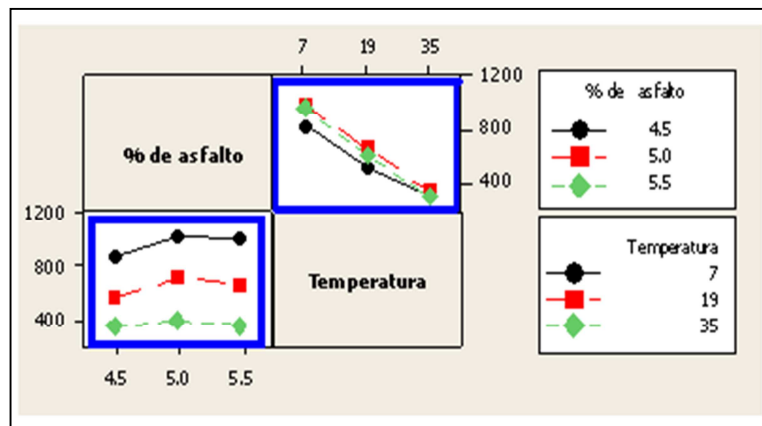 7 19 35
1200
800
400
% de asfalto
1200
800
400
Temperatura
4.5 5.0 5.5
% de asfalto
4.5
5.0
5.5
Temperatura
7
19
35